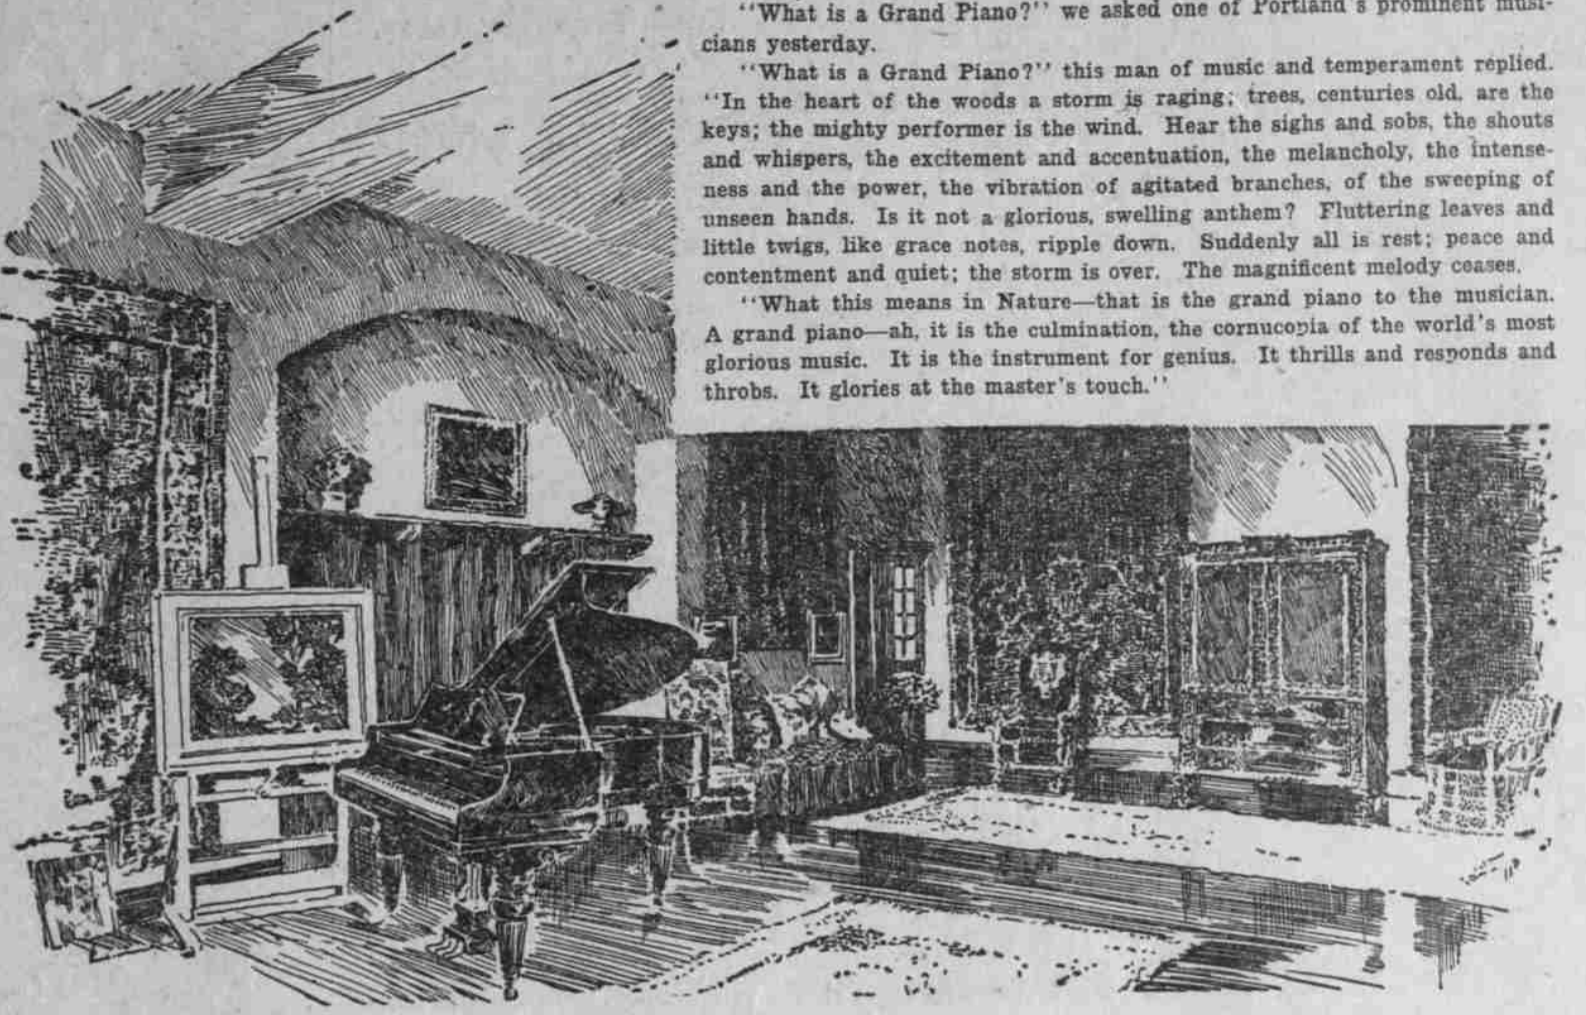 "What is a Grand Piano?" we asked one of Portland's prominent musi-
cians yesterday.
"What is a Grand Piano?" this man of music and temperament replied.
"In the heart of the woods a storm is raging; trees, centuries old, are the
keys; the mighty performer is the wind. Hear the sighs and sobs, the shouts
and whispers, the excitement and accentuation, the melancholy, the intense-
ness and the power, the vibration of agitated branches, of the sweeping of
unseen hands. Is it not a glorious, swelling anthem? Fluttering leaves and
little twigs, like grace notes, ripple down. Suddenly all is rest; peace and
contentment and quiet; the storm is over. The magnificent melody ceases.
"What this means in Nature—that is the grand piano to the musician.
A grand piano—ah, it is the culmination, the cornucopia of the world's most
glorious music. It is the instrument for genius. It thrills and responds and
throbs. It glories at the master's touch."